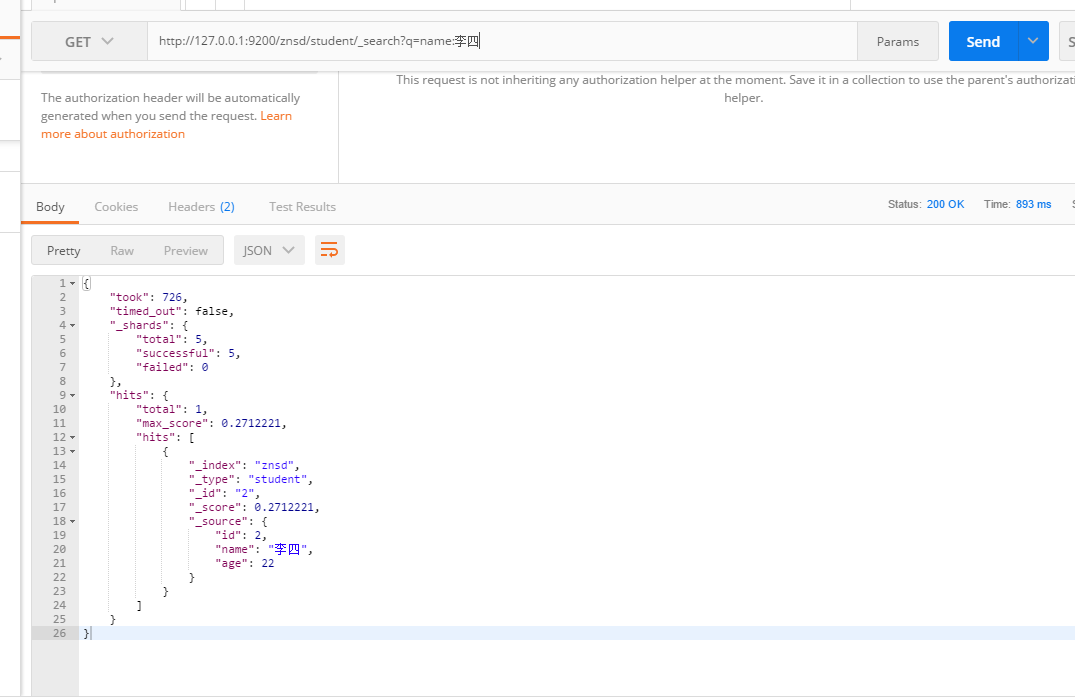 GET
http://127.0.0.1:9200/znsd/student/_search?q=name:李四
Params
Send
This request is not inheriting any authorization helper at the moment. Save it in a collection to use the parent's
helper.
The authorization header will be automatically
generated when you send the request. Learn
more about authorization
Body Cookies Headers (2) Test Results Status: 200 OK Time: 893 ms
Pretty Raw Preview JSON
1 {
2 "took": 726,
3 "timed_out": false,
4 "_shards": {
5 "total": 5,
6 "successful": 5,
7 "failed": 0
8 },
9 "hits": {
10 "total": 1,
11 "max_score": 0.2712221,
12 "hits": [
13 {
14 "_index": "znsd",
15 "_type": "student",
16 "_id": "2",
17 "_score": 0.2712221,
18 "_source": {
19 "id": 2,
20 "name": "李四",
21 "age": 22
22 }
23 }
24 ]
25 }
26 }